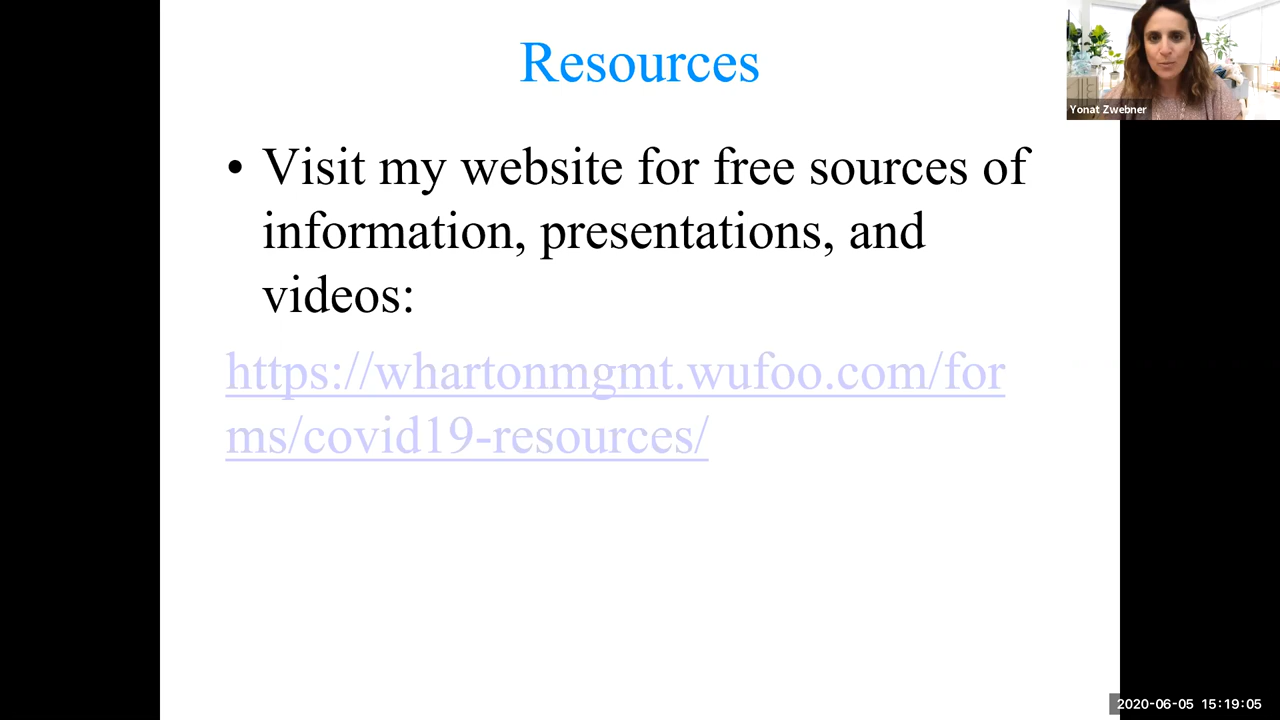 Resources
Yonat Zwebner
• Visit my website for free sources of
information, presentations, and
videos:
https://whartonmgmt.wufoo.com/for
ms/covid19-resources/
2020-06-05 15:19:05